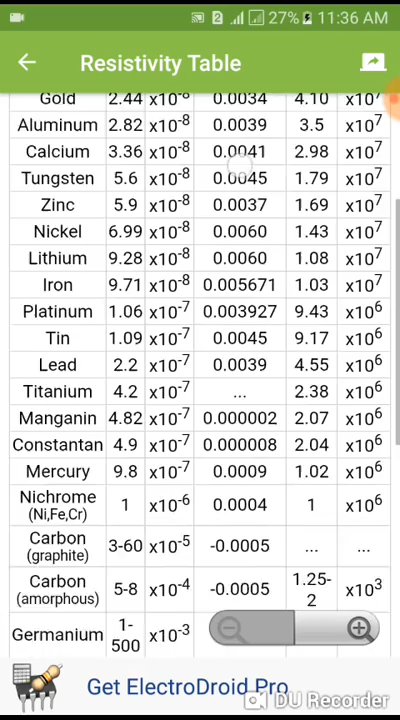 27% 11:36 AM
Resistivity Table
Gold 2.44 x10-8 0.0034 4.10 x107
Aluminum 2.82 x10-8 0.0039 3.5 x107
Calcium 3.36 x10-8 0.0041 2.98 x107
Tungsten 5.6 x10-8 0.0045 1.79 x107
Zinc 5.9 x10-8 0.0037 1.69 x107
Nickel 6.99 x10-8 0.0060 1.43 x107
Lithium 9.28 x10-8 0.0060 1.08 x107
Iron 9.71 x10-8 0.005671 1.03 x107
Platinum 1.06 x10-7 0.003927 9.43 x106
Tin 1.09 x10-7 0.0045 9.17 x106
Lead 2.2 x10-7 0.0039 4.55 x106
Titanium 4.2 x10-7 ... 2.38 x106
Manganin 4.82 x10-7 0.000002 2.07 x106
Constantan 4.9 x10-7 0.000008 2.04 x106
Mercury 9.8 x10-7 0.0009 1.02 x106
Nichrome
(Ni,Fe,Cr) 1 x10-6 0.0004 1 x106
Carbon
(graphite) 3-60 x10-5 -0.0005 ... ...
Carbon
(amorphous) 5-8 x10-4 -0.0005 1.25-
2 x103
Germanium 1-
500 x10-3
Get ElectroDroid Pro
DU Recorder